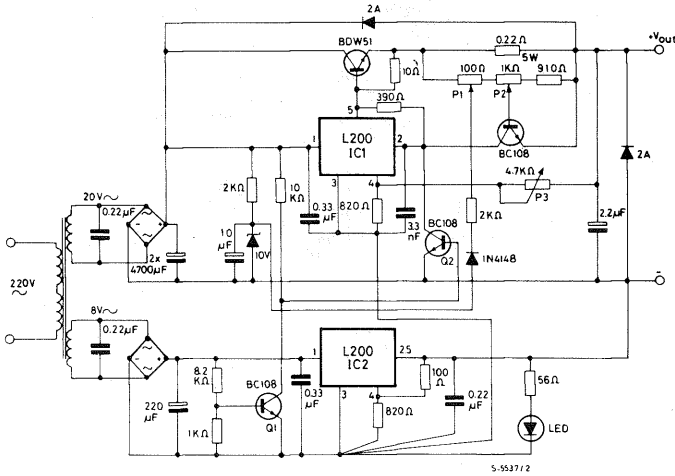 2A
+Vout
BDW51
0.22Ω
5W
10Ω
100Ω
1KΩ
910Ω
P1
P2
5
390Ω
1
L200
IC1
2
BC108
3
4
2A
4.7KΩ
P3
2KΩ
10
KΩ
0.33
μF
820Ω
3.3
nF
2KΩ
2.2μF
20V~
0.22μF
10
μF
10V
BC108
Q2
1N4148
2x
4700μF
220V
~
-
8V~
0.22μF
1
L200
IC2
25
8.2
KΩ
BC108
0.33
μF
3
4
100
Ω
0.22
μF
56Ω
220
μF
1KΩ
Q1
820Ω
LED
S-5537/2